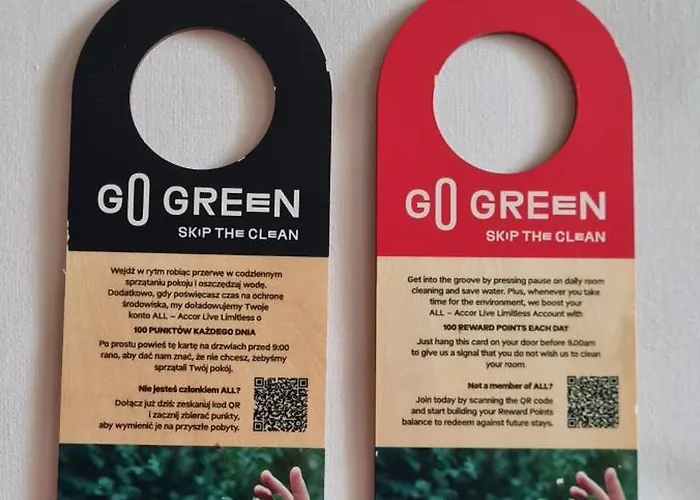 GO GREEN
SKIP THE CLEAN
Wejdź w rytm robiąc przerwę w codziennym
sprzątaniu pokoju i oszczędzaj wodę.
Dodatkowo, gdy poświęcasz czas na ochronę
środowiska, my doładowujemy Twoje
konto ALL – Accor Live Limitless o
100 PUNKTÓW KAŻDEGO DNIA
Po prostu powieś tę kartę na drzwiach przed 9:00
rano, aby dać nam znać, że nie chcesz, żebyśmy
sprzątali Twój pokój.
Nie jesteś członkiem ALL?
Dołącz już dziś: zeskanuj kod QR
i zacznij zbierać punkty,
aby wymienić je na przyszłe pobyty.
GO GREEN
SKIP THE CLEAN
Get into the groove by pressing pause on daily room
cleaning and save water. Plus, whenever you take
time for the environment, we boost your
ALL – Accor Live Limitless Account with
100 REWARD POINTS EACH DAY
Just hang this card on your door before 9.00am
to give us a signal that you do not wish us to clean
your room.
Not a member of ALL?
Join today by scanning the QR code
and start building your Reward Points
balance to redeem against future stays.